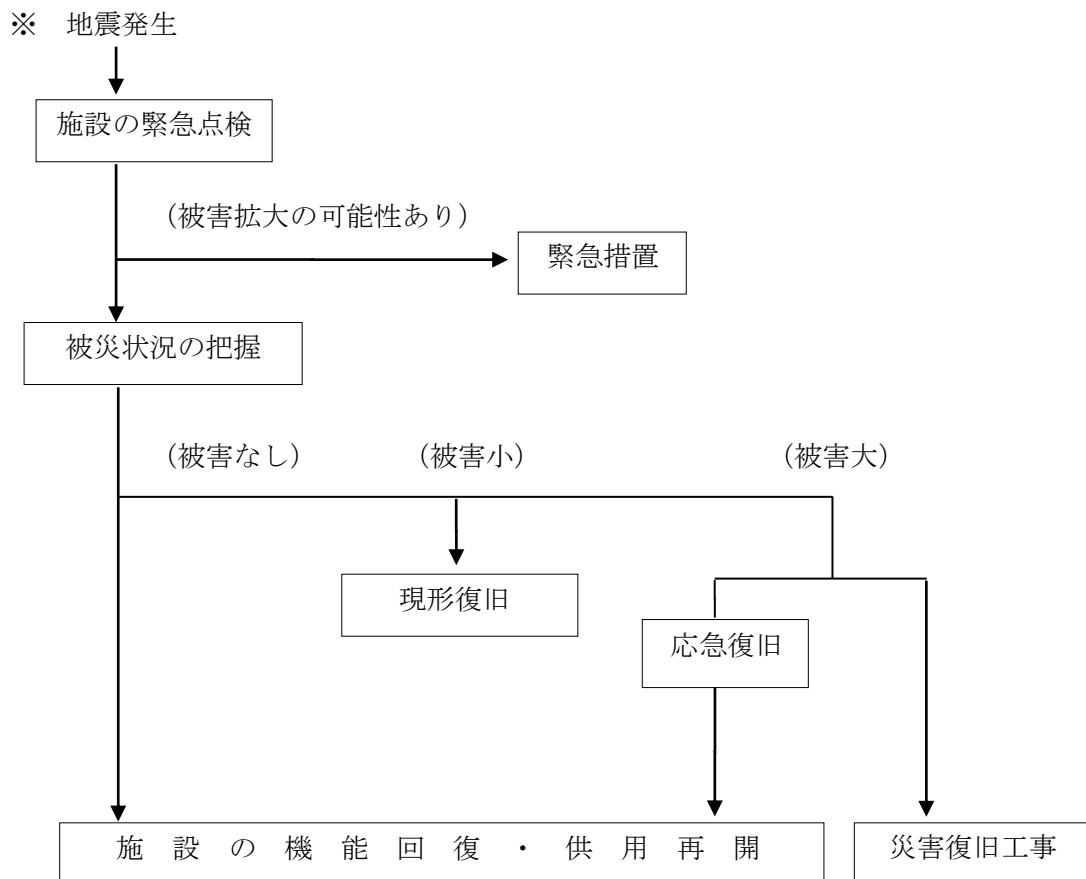 ※　地震発生
施設の緊急点検
（被害拡大の可能性あり）
緊急措置
被災状況の把握
（被害なし）
（被害小）
（被害大）
現形復旧
応急復旧
施設の機能回復・供用再開
災害復旧工事